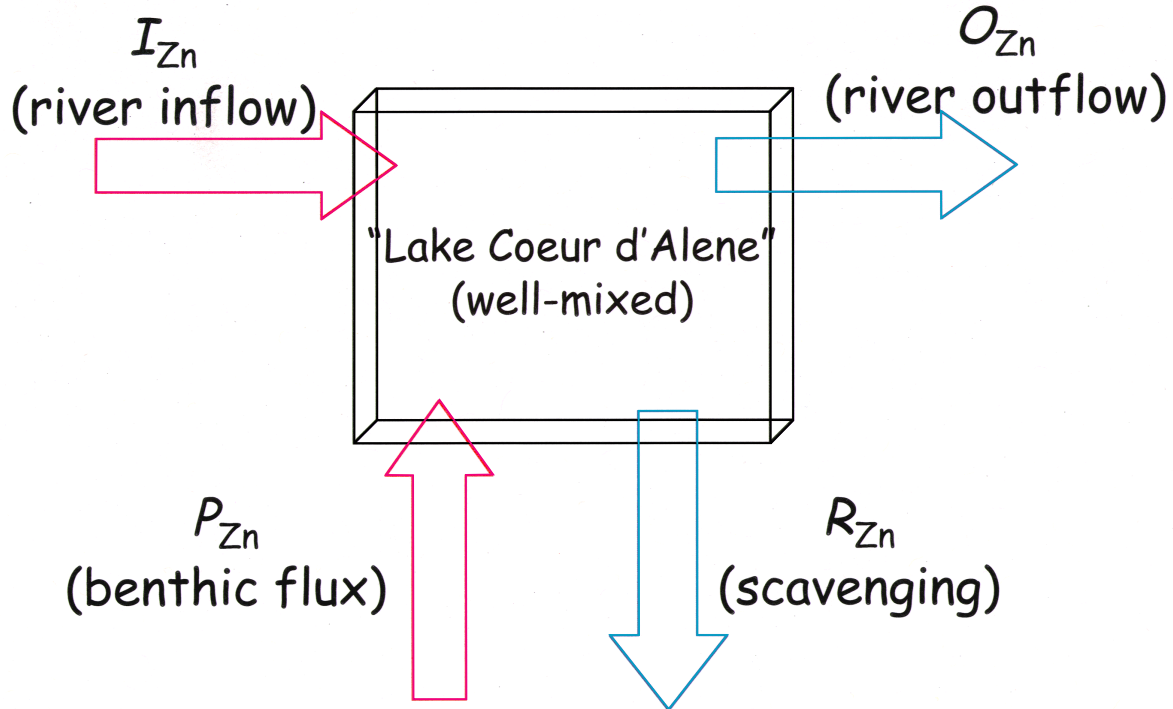 I_Zn
(river inflow)
O_Zn
(river outflow)
"Lake Coeur d'Alene"
(well-mixed)
P_Zn
(benthic flux)
R_Zn
(scavenging)